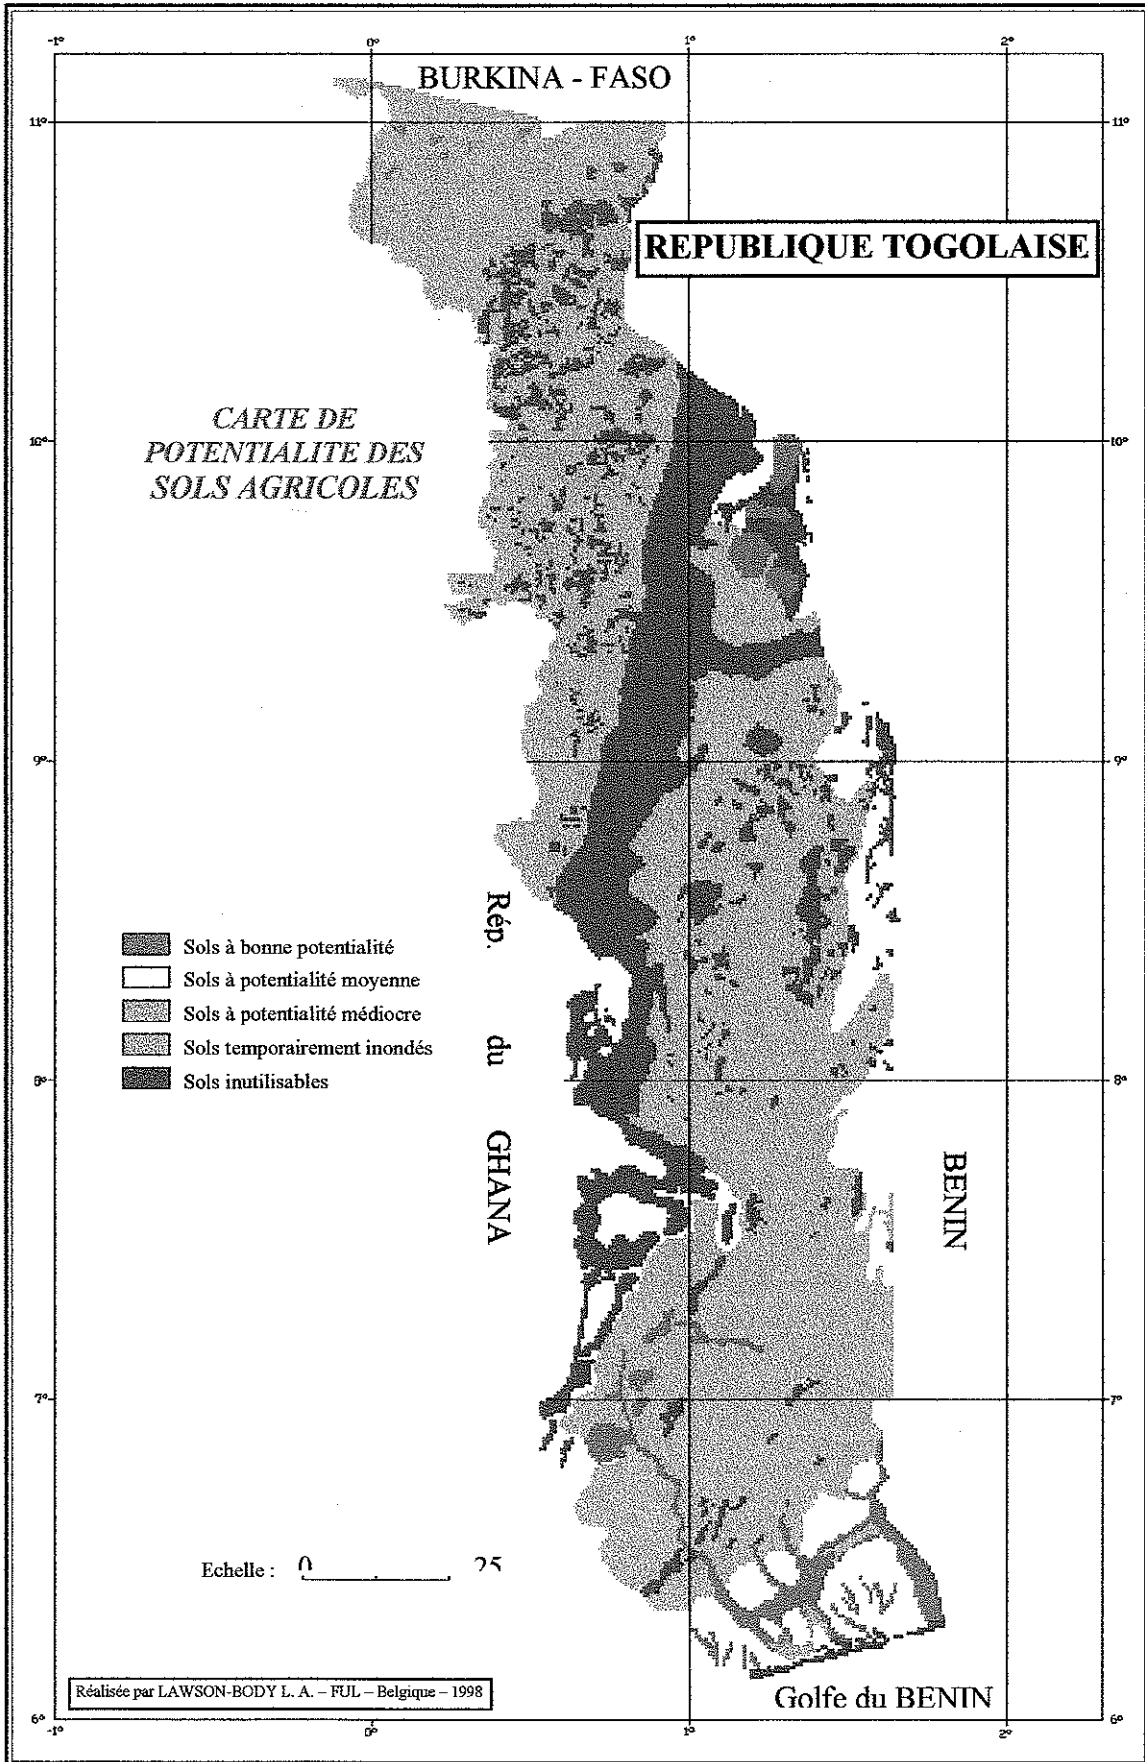 -1° 0° 1° 2°
BURKINA - FASO
11° 11°
REPUBLIQUE TOGOLAISE
CARTE DE
POTENTIALITE DES
SOLS AGRICOLES
10° 10°
9° 9°
Rép. du GHANA
Sols à bonne potentialité
Sols à potentialité moyenne
Sols à potentialité médiocre
Sols temporairement inondés
Sols inutilisables
8° 8°
BENIN
7° 7°
Echelle : 0 25
Réalisée par LAWSON-BODY L. A. – FUL – Belgique – 1998
Golfe du BENIN
6° 6°
-1° 0° 1° 2°